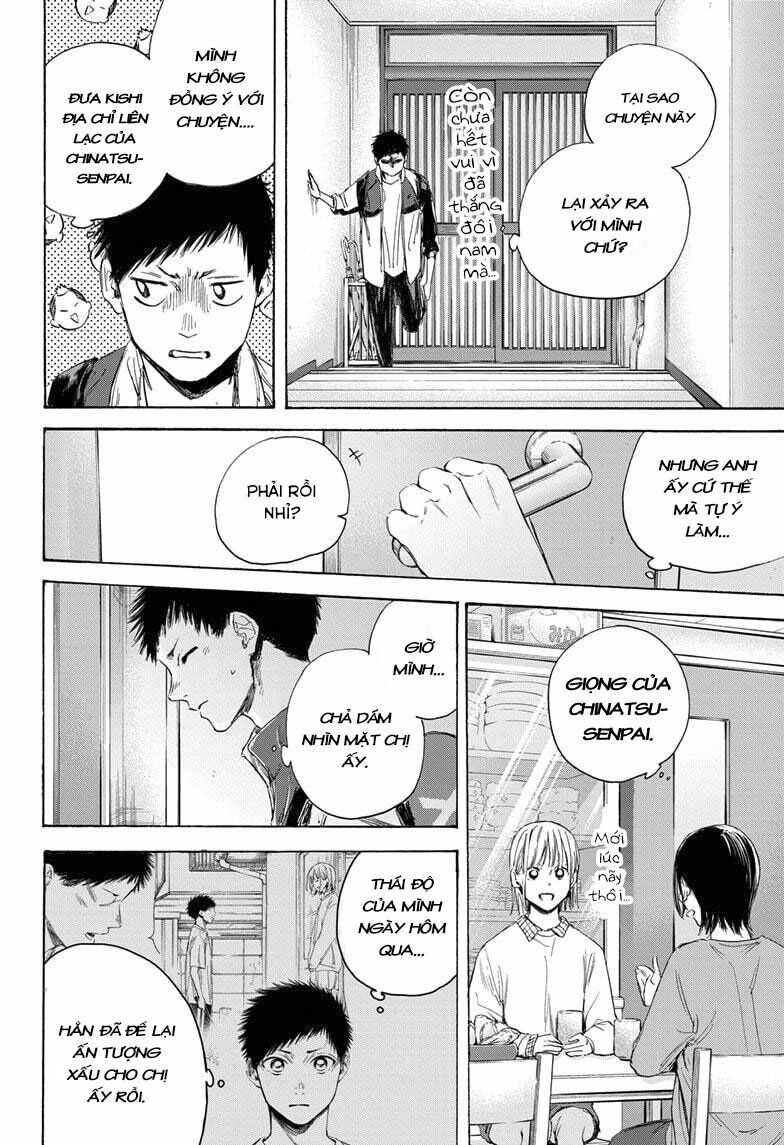 TẠI SAO
CHUYỆN NÀY
LẠI XẢY RA
VỚI MÌNH
CHỨ?
Còn
chưa
hết
vui vì
đã
thắng
đôi
nam
mà...
MÌNH
KHÔNG
ĐỒNG Ý VỚI
CHUYỆN....
ĐƯA KISHI
ĐỊA CHỈ LIÊN
LẠC CỦA
CHINATSU-
SENPAI.
NHƯNG ANH
ẤY CỨ THẾ
MÀ TỰ Ý
LÀM...
PHẢI RỒI
NHỈ?
みかん
GIỌNG CỦA
CHINATSU-
SENPAI.
Mới
lúc
nãy
thôi...
GIỜ
MÌNH...
CHẢ DÁM
NHÌN MẶT CHỊ
ẤY.
7
THÁI ĐỘ
CỦA MÌNH
NGÀY HÔM
QUA...
HẲN ĐÃ ĐỂ LẠI
ẤN TƯỢNG
XẤU CHO CHỊ
ẤY RỒI.